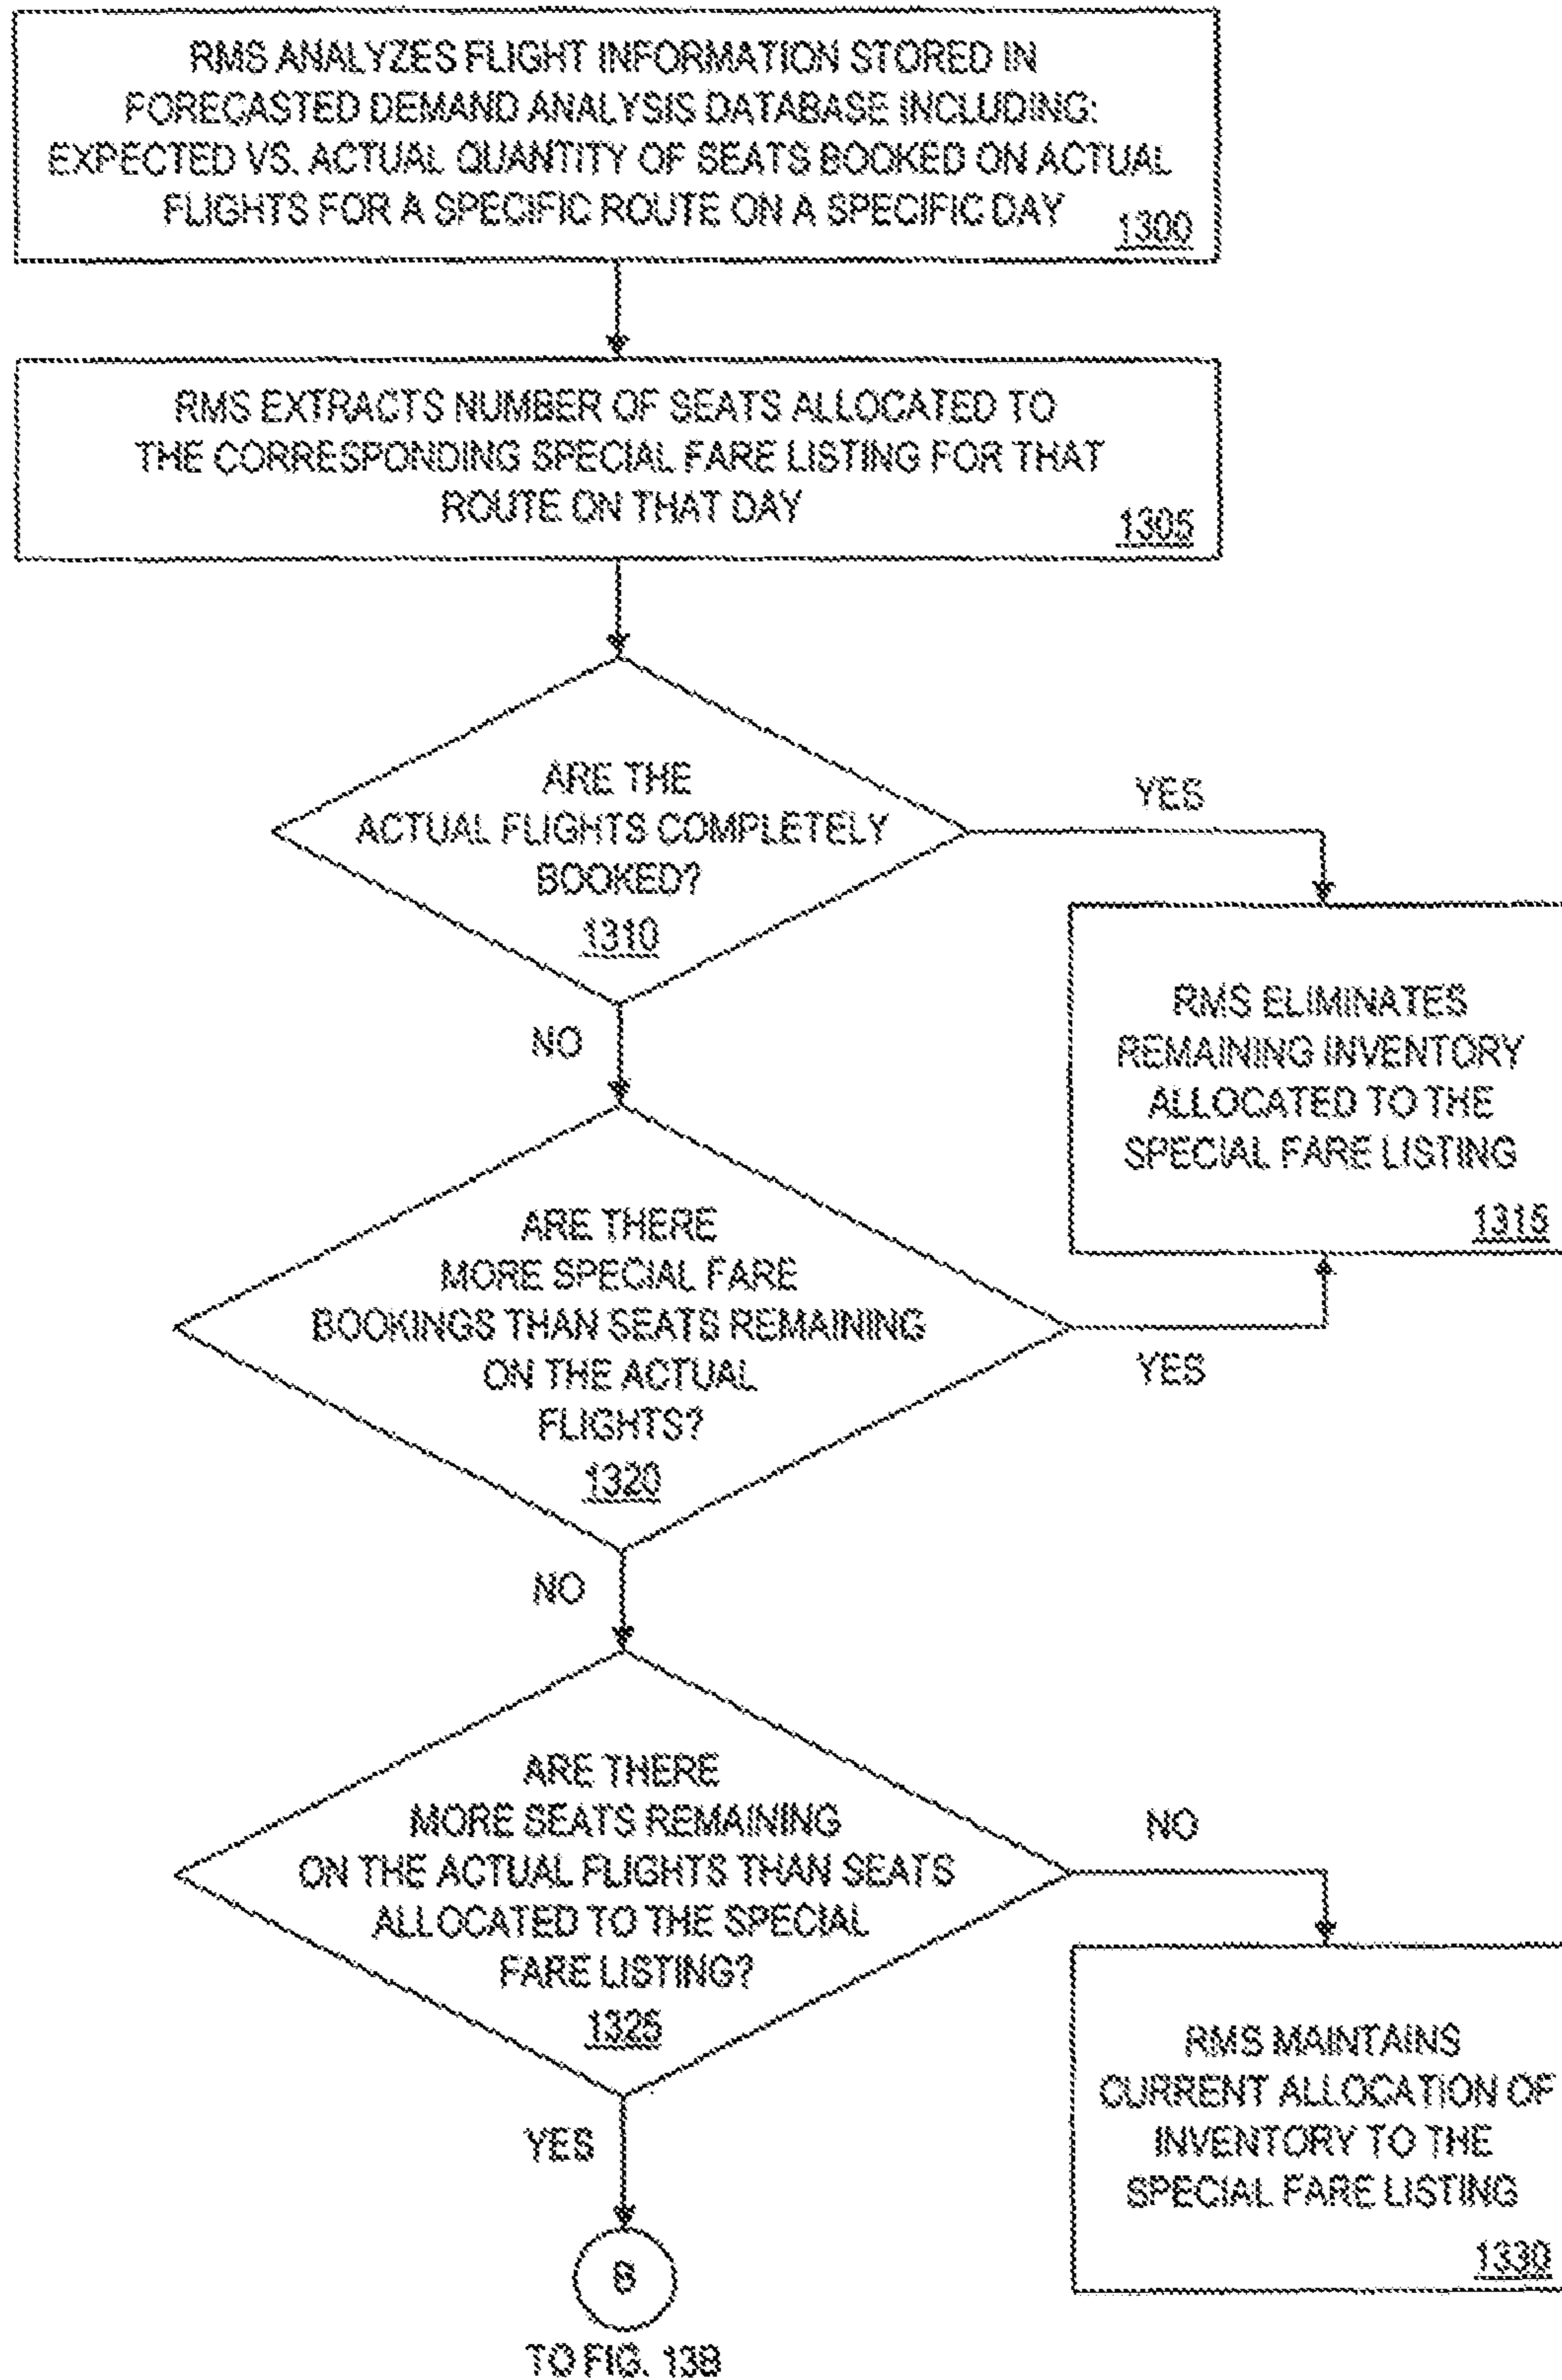 RMS ANALYZES FLIGHT INFORMATION STORED IN
FORECASTED DEMAND ANALYSIS DATABASE INCLUDING:
EXPECTED VS. ACTUAL QUANTITY OF SEATS BOOKED ON ACTUAL
FLIGHTS FOR A SPECIFIC ROUTE ON A SPECIFIC DAY
1300
RMS EXTRACTS NUMBER OF SEATS ALLOCATED TO
THE CORRESPONDING SPECIAL FARE LISTING FOR THAT
ROUTE ON THAT DAY
1305
ARE THE
ACTUAL FLIGHTS COMPLETELY
BOOKED?
1310
YES
NO
RMS ELIMINATES
REMAINING INVENTORY
ALLOCATED TO THE
SPECIAL FARE LISTING
1315
ARE THERE
MORE SPECIAL FARE
BOOKINGS THAN SEATS REMAINING
ON THE ACTUAL
FLIGHTS?
1320
YES
NO
ARE THERE
MORE SEATS REMAINING
ON THE ACTUAL FLIGHTS THAN SEATS
ALLOCATED TO THE SPECIAL
FARE LISTING?
1325
NO
YES
RMS MAINTAINS
CURRENT ALLOCATION OF
INVENTORY TO THE
SPECIAL FARE LISTING
1330
TO FIG. 13B